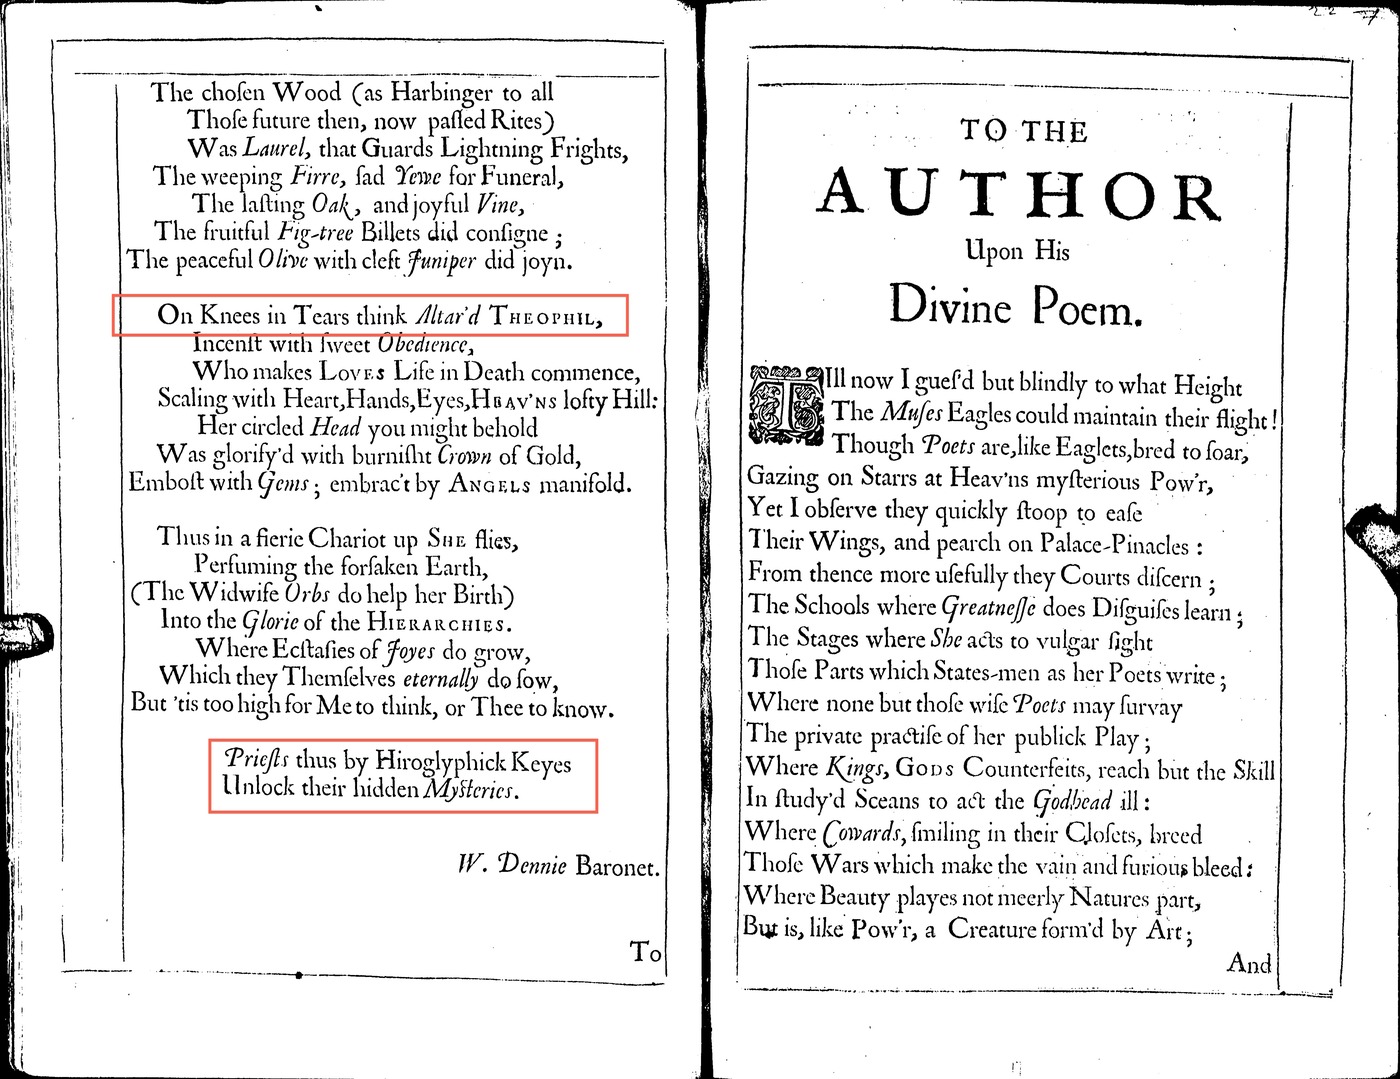 The choſen Wood (as Harbinger to all
Thoſe future then, now paſſed Rites)
Was Laurel, that Guards Lightning Frights,
The weeping Firre, ſad Yewe for Funeral,
The laſting Oak, and joyful Vine,
The fruitful Fig-tree Billets did conſigne ;
The peaceful Olive with cleft Juniper did joyn.
On Knees in Tears think Altar'd THEOPHIL,
Incenſt with ſweet Obedience,
Who makes LOVES Life in Death commence,
Scaling with Heart,Hands,Eyes,HEAV'NS lofty Hill:
Her circled Head you might behold
Was glorify'd with burniſht Crown of Gold,
Emboſt with Gems ; embrac't by ANGELS manifold.
Thus in a fierie Chariot up SHE flies,
Perfuming the forſaken Earth,
(The Widwife Orbs do help her Birth)
Into the Glorie of the HIERARCHIES.
Where Ecſtaſies of Joyes do grow,
Which they Themſelves eternally do ſow,
But 'tis too high for Me to think, or Thee to know.
Prieſts thus by Hiroglyphick Keyes
Unlock their hidden Myſteries.
W. Dennie Baronet.
To
22 7
TO THE
AUTHOR
Upon His
Divine Poem.
TIll now I gueſ'd but blindly to what Height
The Muſes Eagles could maintain their flight !
Though Poets are,like Eaglets,bred to ſoar,
Gazing on Starrs at Heav'ns myſterious Pow'r,
Yet I obſerve they quickly ſtoop to eaſe
Their Wings, and pearch on Palace-Pinacles :
From thence more uſefully they Courts diſcern ;
The Schools where Greatneſſe does Diſguiſes learn ;
The Stages where She acts to vulgar ſight
Thoſe Parts which States-men as her Poets write ;
Where none but thoſe wiſe Poets may ſurvay
The private practiſe of her publick Play ;
Where Kings, GODS Counterfeits, reach but the Skill
In ſtudy'd Sceans to act the Godhead ill :
Where Cowards, ſmiling in their Cloſets, breed
Thoſe Wars which make the vain and furious bleed :
Where Beauty playes not meerly Natures part,
But is, like Pow'r, a Creature form'd by Art ;
And